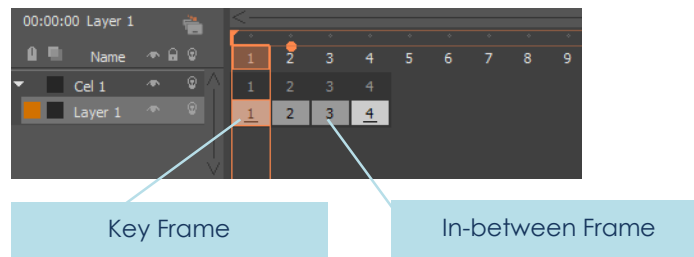 00:00:00 Layer 1
Name
1 2 3 4 5 6 7 8 9
Cel 1
1 2 3 4
Layer 1
1 2 3 4
Key Frame
In-between Frame